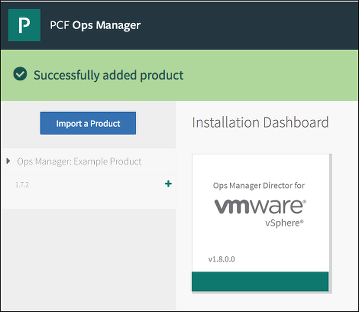 P
PCF Ops Manager
Successfully added product
Import a Product
Installation Dashboard
Ops Manager: Example Product
1.7.2
Ops Manager Director for
vmware®
vSphere®
v1.8.0.0